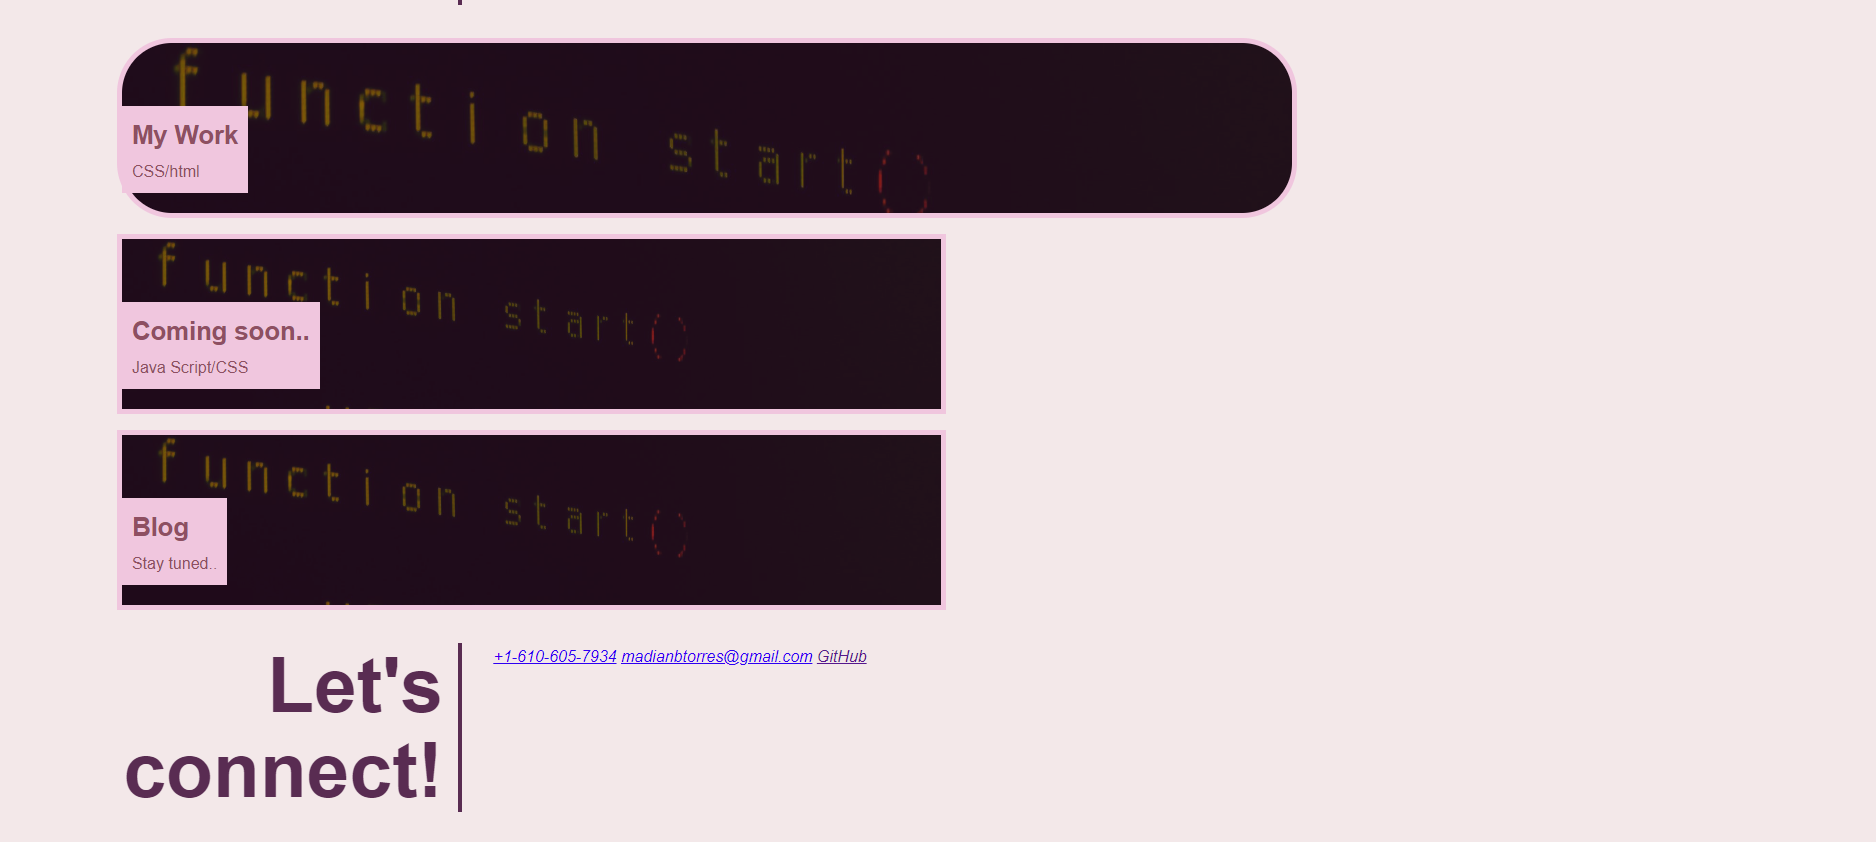 function start()
My Work
CSS/html
function start()
Coming soon..
Java Script/CSS
function start()
Blog
Stay tuned..
Let's
connect!
+1-610-605-7934 madianbtorres@gmail.com GitHub